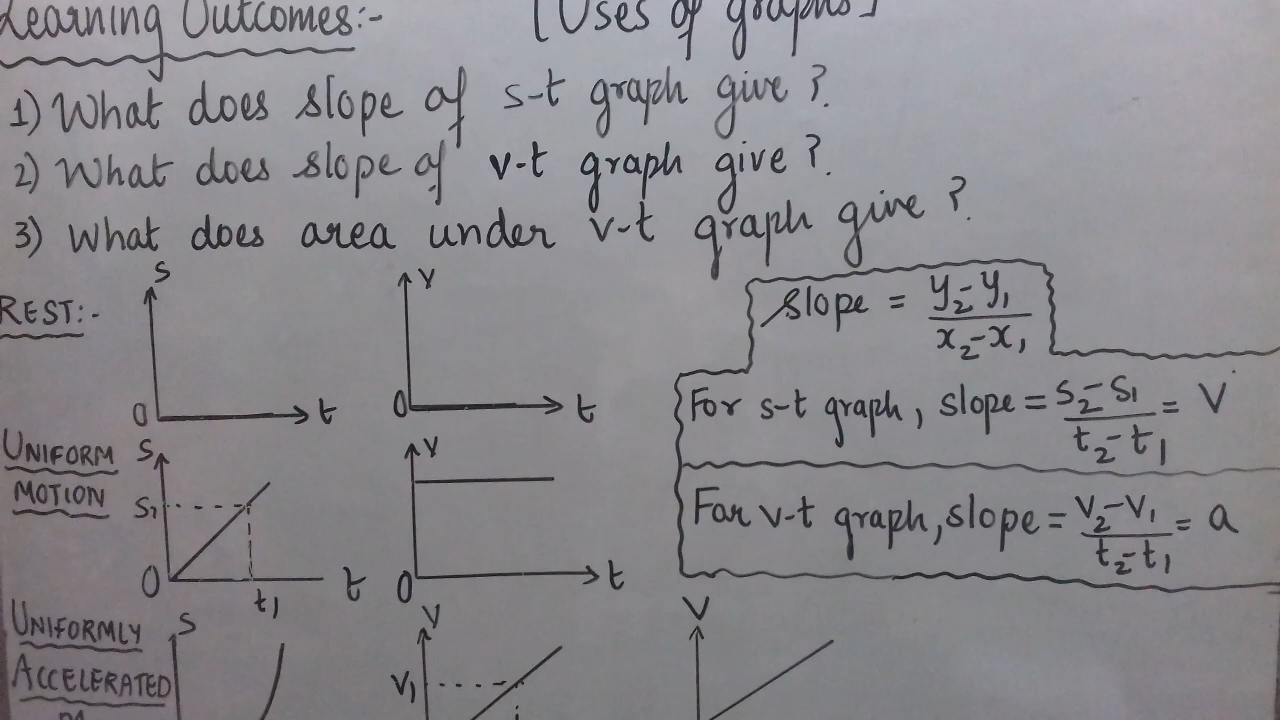 Learning Outcomes:- [Uses of graphs]
1) What does slope of s-t graph give?
2) What does slope of v-t graph give?
3) What does area under v-t graph give?
REST:-
S
0
t
V
0
t
slope = y₂-y₁/x₂-x₁
For s-t graph, slope = s₂-s₁/t₂-t₁ = V
For v-t graph, slope = v₂-v₁/t₂-t₁ = a
UNIFORM
MOTION
S
S₁
0
t₁
t
V
0
t
UNIFORMLY
ACCELERATED
S
V
V₁
V